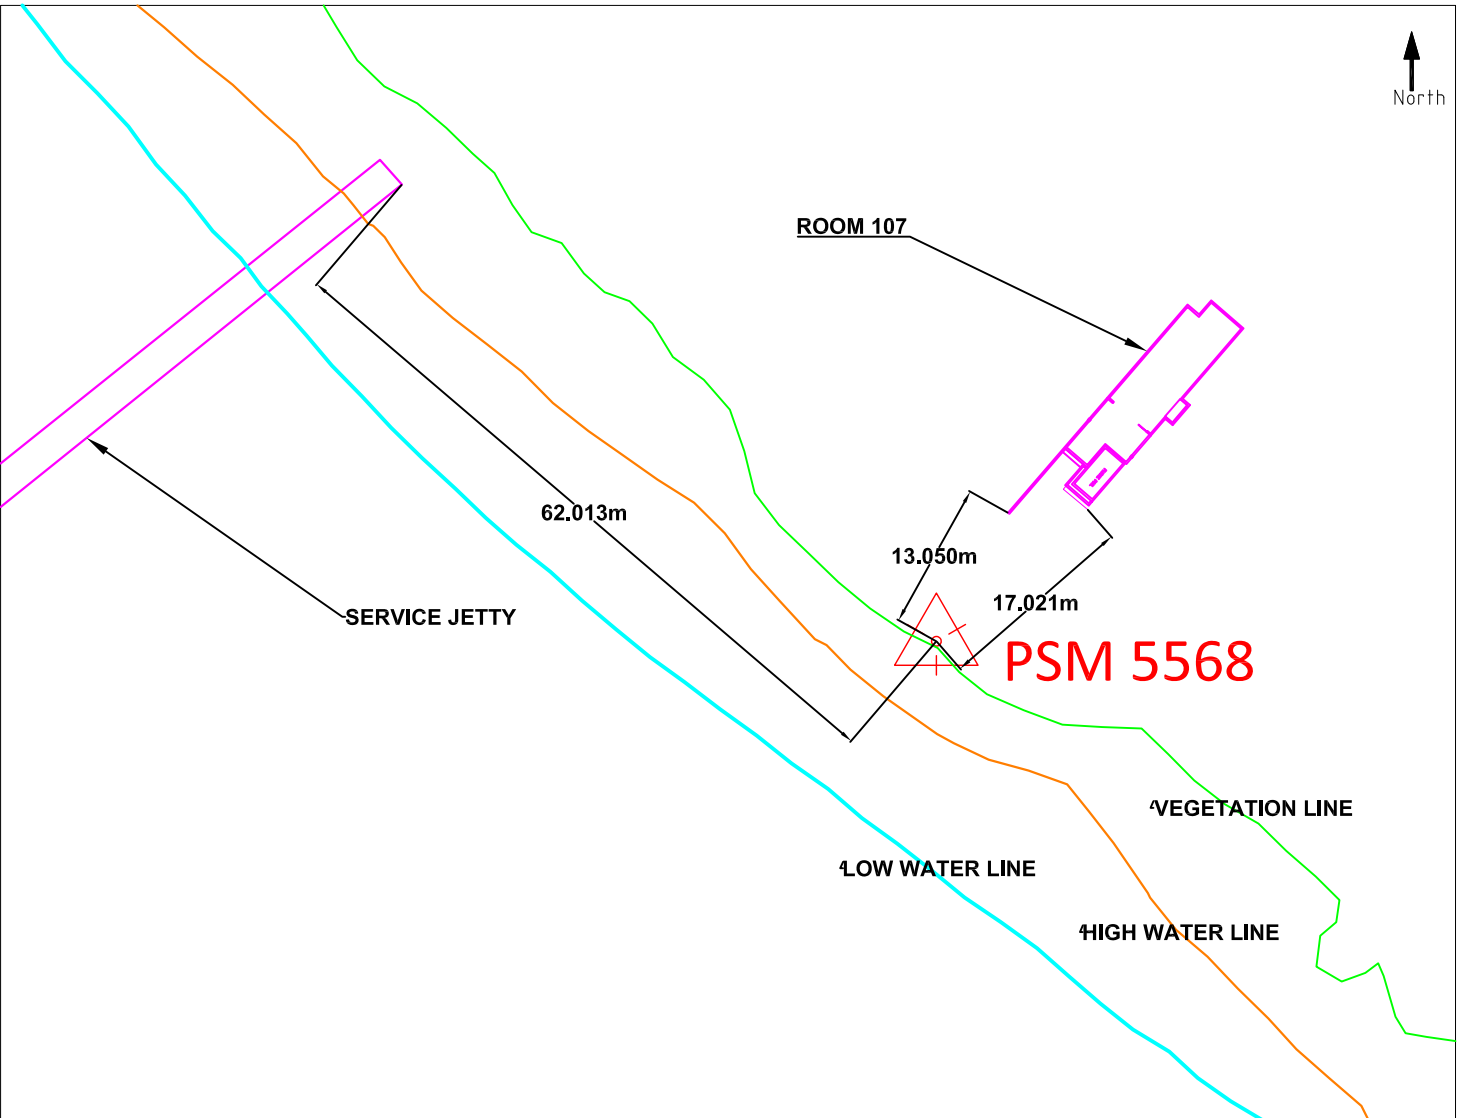 North
ROOM 107
62.013m
13.050m
17.021m
SERVICE JETTY
PSM 5568
VEGETATION LINE
LOW WATER LINE
HIGH WATER LINE